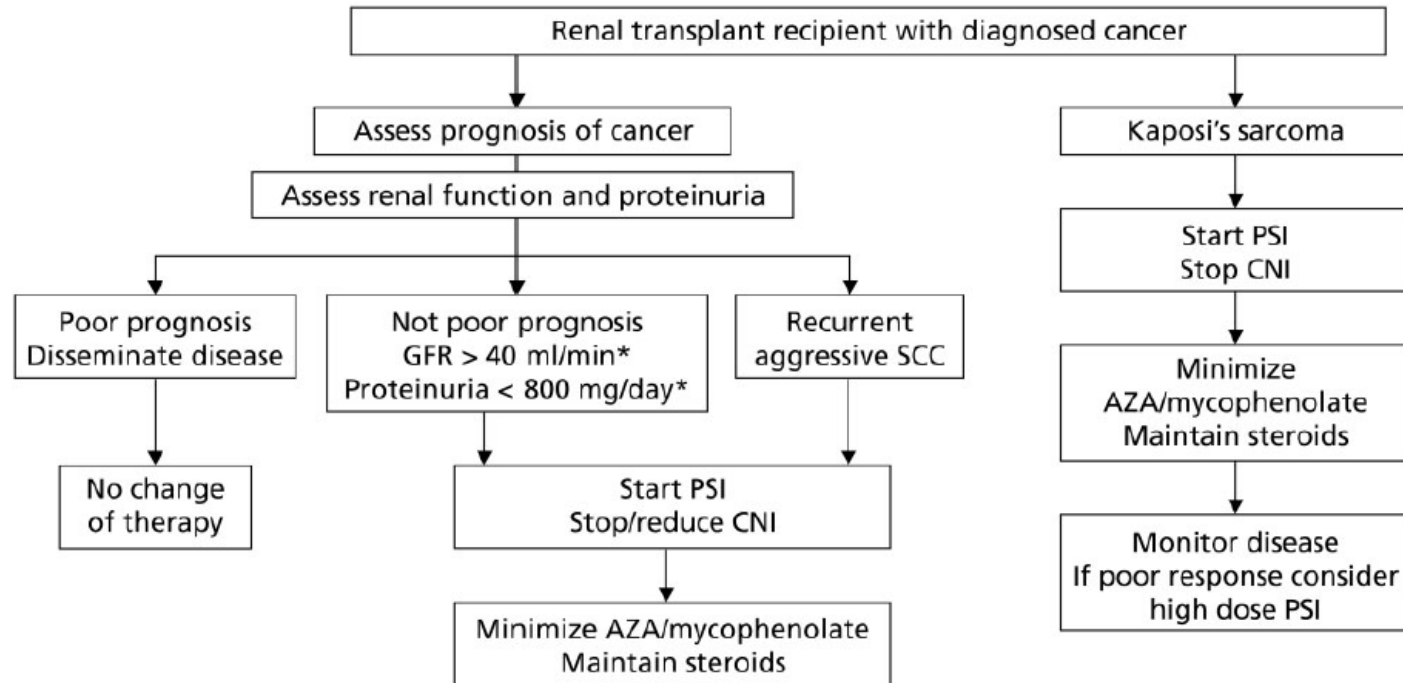 Renal transplant recipient with diagnosed cancer
Assess prognosis of cancer
Assess renal function and proteinuria
Poor prognosis
Disseminate disease
No change
of therapy
Not poor prognosis
GFR > 40 ml/min*
Proteinuria < 800 mg/day*
Recurrent
aggressive SCC
Start PSI
Stop/reduce CNI
Minimize AZA/mycophenolate
Maintain steroids
Kaposi's sarcoma
Start PSI
Stop CNI
Minimize
AZA/mycophenolate
Maintain steroids
Monitor disease
If poor response consider
high dose PSI